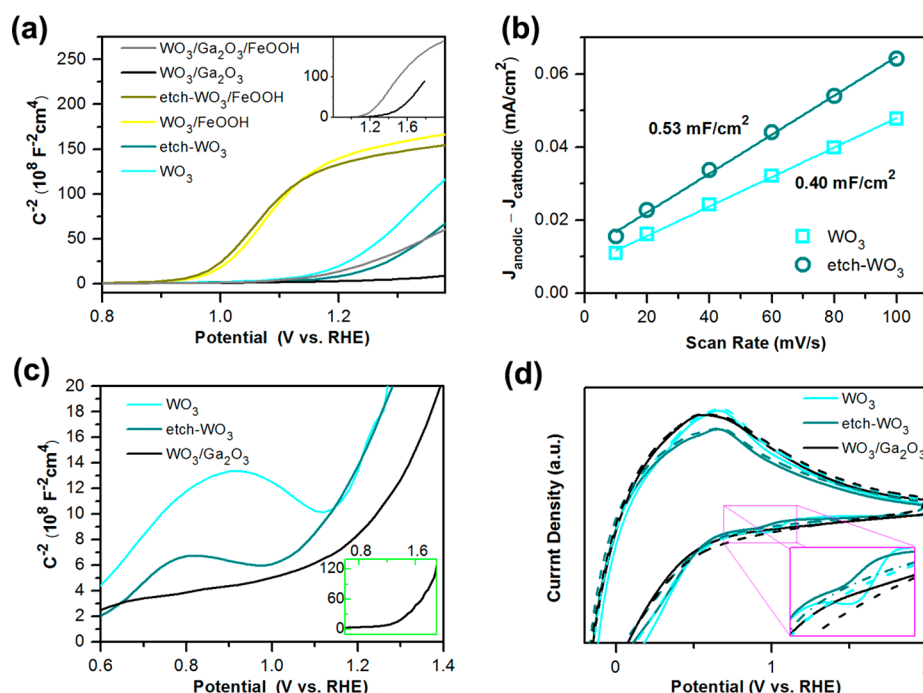 (a)
WO3/Ga2O3/FeOOH
WO3/Ga2O3
etch-WO3/FeOOH
WO3/FeOOH
etch-WO3
WO3
250
200
150
100
50
0
C-2 (10^8 F-2cm4)
0.8 1.0 1.2
Potential (V vs. RHE)
100
0
1.2 1.6
(b)
0.06
0.04
0.02
0.00
Janodic - Jcathodic (mA/cm2)
0.53 mF/cm2
0.40 mF/cm2
WO3
etch-WO3
0 20 40 60 80 100
Scan Rate (mV/s)
(c)
20
18
16
14
12
10
8
6
4
2
0
C-2 (10^8 F-2cm4)
WO3
etch-WO3
WO3/Ga2O3
0.8 1.6
120
60
0
0.6 0.8 1.0 1.2 1.4
Potential (V vs. RHE)
(d)
Currnt Density (a.u.)
WO3
etch-WO3
WO3/Ga2O3
0 1
Potential (V vs. RHE)